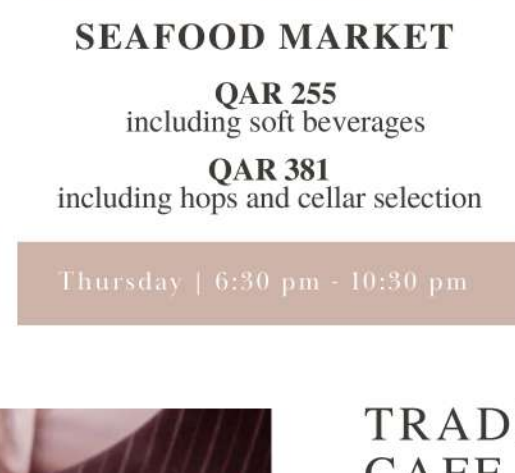 SEAFOOD MARKET
QAR 255
including soft beverages
QAR 381
including hops and cellar selection
Thursday | 6:30 pm - 10:30 pm
TRAD
CAFE